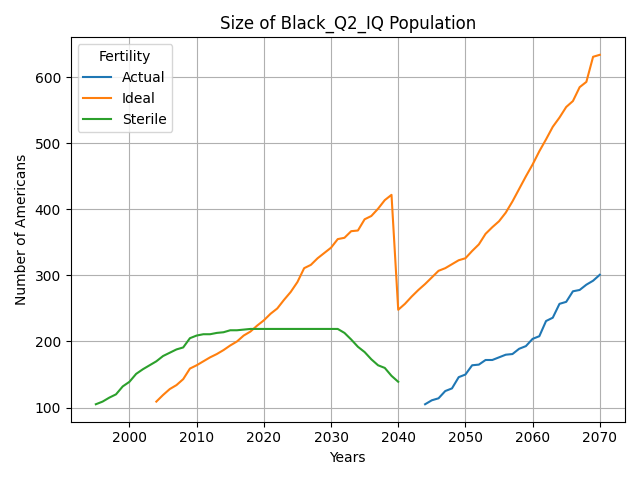 Size of Black_Q2_IQ Population
Fertility
Actual
Ideal
Sterile
Number of Americans
600
500
400
300
200
100
2000 2010 2020 2030 2040 2050 2060 2070
Years